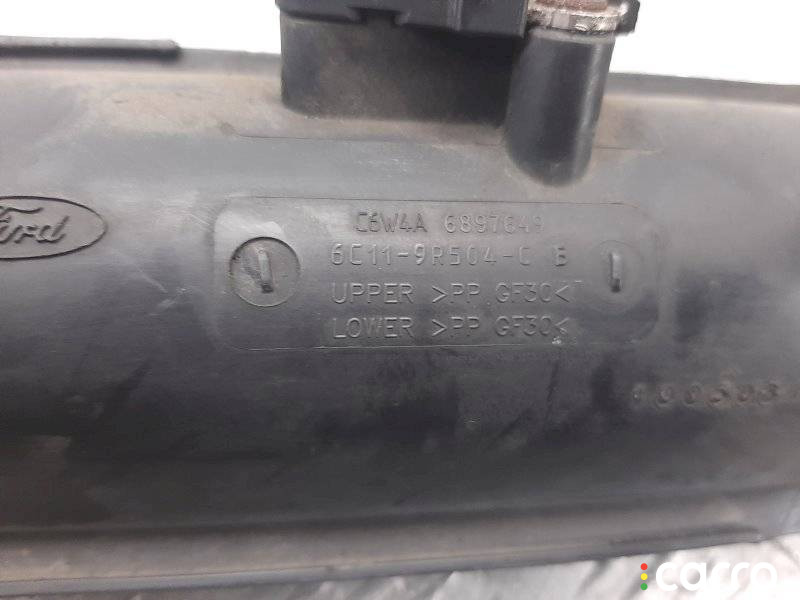 Ford
C6W4A 6897649
6C11-9R504-C B
UPPER >PP GF30<
LOWER >PP GF30<
carro